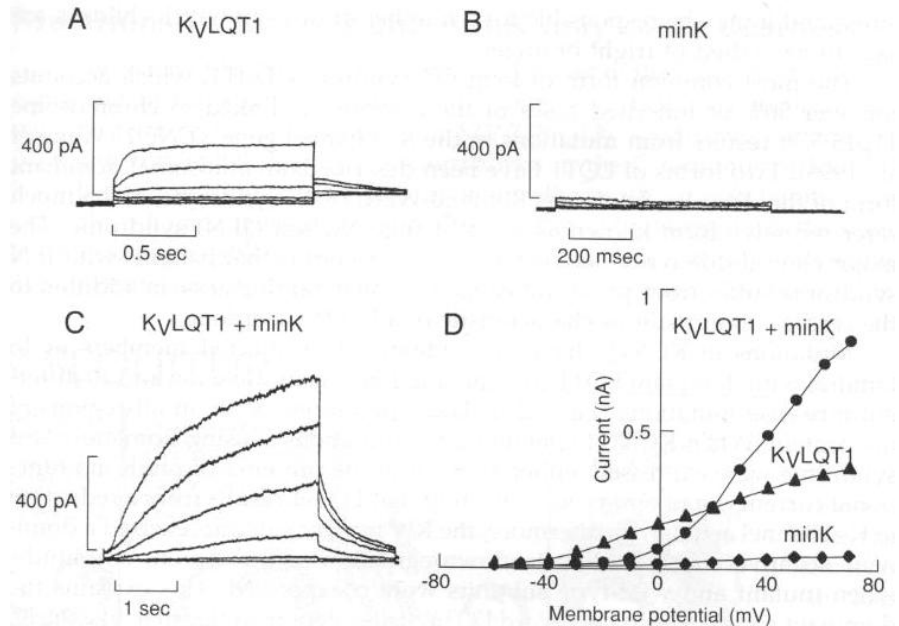 A
KVLQT1
400 pA
0.5 sec
B
minK
400 pA
200 msec
C
KVLQT1 + minK
400 pA
1 sec
D
1
KVLQT1 + minK
Current (nA)
0.5
KVLQT1
minK
-80
-40
0
40
80
Membrane potential (mV)